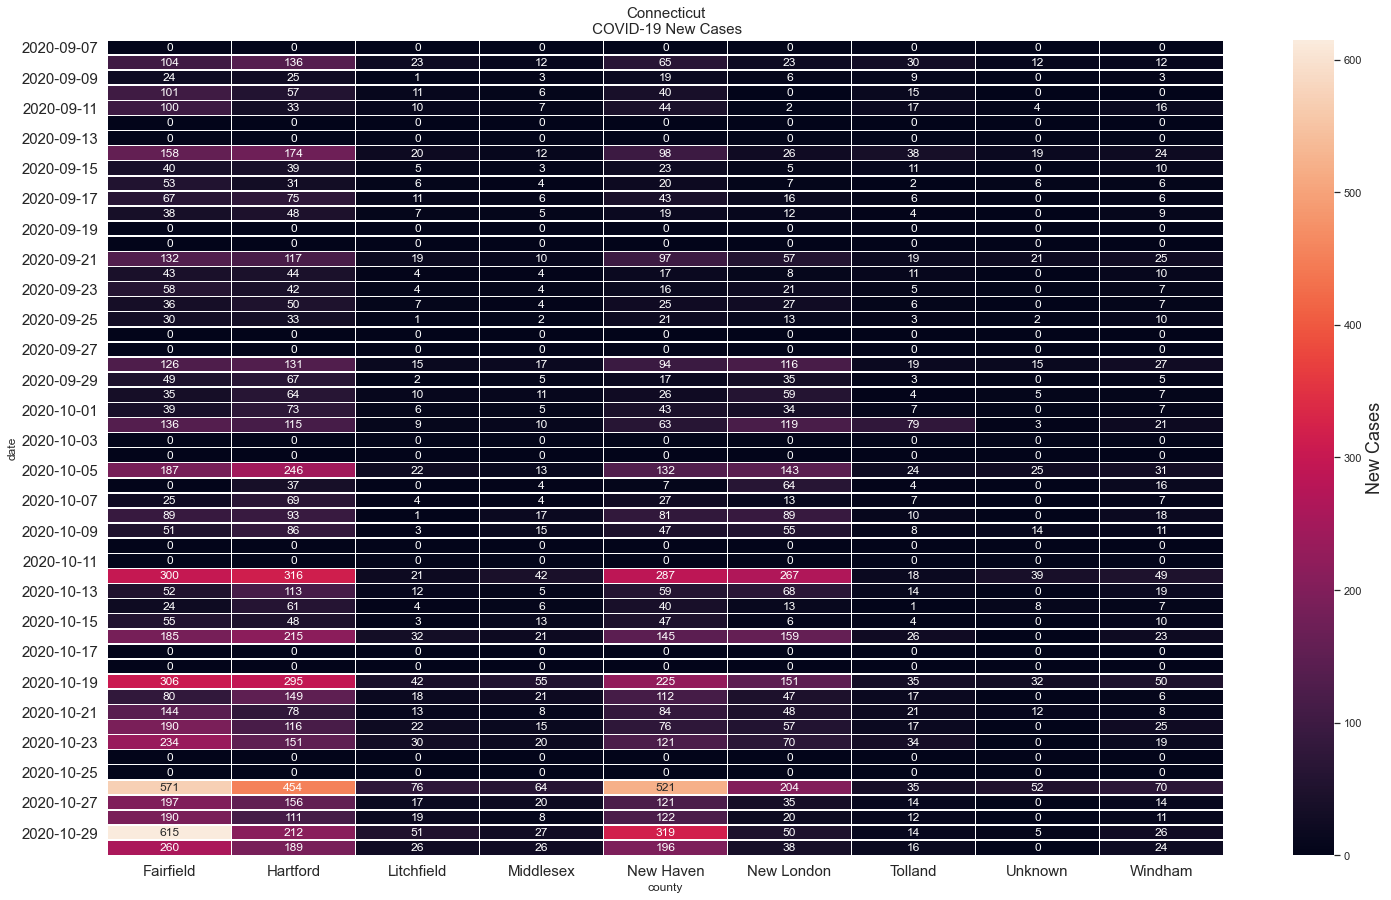 Connecticut
COVID-19 New Cases
2020-09-07 0 0 0 0 0 0 0 0 0
104 136 23 12 65 23 30 12 12
2020-09-09 24 25 1 3 19 6 9 0 3
101 57 11 6 40 0 15 0 0
2020-09-11 100 33 10 7 44 2 17 4 16
0 0 0 0 0 0 0 0 0
2020-09-13 0 0 0 0 0 0 0 0 0
158 174 20 12 98 26 38 19 24
2020-09-15 40 39 5 3 23 5 11 0 10
53 31 6 4 20 7 2 6 6
2020-09-17 67 75 11 6 43 16 6 0 6
38 48 7 5 19 12 4 0 9
2020-09-19 0 0 0 0 0 0 0 0 0
0 0 0 0 0 0 0 0 0
2020-09-21 132 117 19 10 97 57 19 21 25
43 44 4 4 17 8 11 0 10
2020-09-23 58 42 4 4 16 21 5 0 7
36 50 7 4 25 27 6 0 7
2020-09-25 30 33 1 2 21 13 3 2 10
0 0 0 0 0 0 0 0 0
2020-09-27 0 0 0 0 0 0 0 0 0
126 131 15 17 94 116 19 15 27
2020-09-29 49 67 2 5 17 35 3 0 5
35 64 10 11 26 59 4 5 7
2020-10-01 39 73 6 5 43 34 7 0 7
136 115 9 10 63 119 79 3 21
2020-10-03 0 0 0 0 0 0 0 0 0
0 0 0 0 0 0 0 0 0
2020-10-05 187 246 22 13 132 143 24 25 31
0 37 0 4 7 64 4 0 16
2020-10-07 25 69 4 4 27 13 7 0 7
89 93 1 17 81 89 10 0 18
2020-10-09 51 86 3 15 47 55 8 14 11
0 0 0 0 0 0 0 0 0
2020-10-11 0 0 0 0 0 0 0 0 0
300 316 21 42 287 267 18 39 49
2020-10-13 52 113 12 5 59 68 14 0 19
24 61 4 6 40 13 1 8 7
2020-10-15 55 48 3 13 47 6 4 0 10
185 215 32 21 145 159 26 0 23
2020-10-17 0 0 0 0 0 0 0 0 0
0 0 0 0 0 0 0 0 0
2020-10-19 306 295 42 55 225 151 35 32 50
80 149 18 21 112 47 17 0 6
2020-10-21 144 78 13 8 84 48 21 12 8
190 116 22 15 76 57 17 0 25
2020-10-23 234 151 30 20 121 70 34 0 19
0 0 0 0 0 0 0 0 0
2020-10-25 0 0 0 0 0 0 0 0 0
571 454 76 64 521 204 35 52 70
2020-10-27 197 156 17 20 121 35 14 0 14
190 111 19 8 122 20 12 0 11
2020-10-29 615 212 51 27 319 50 14 5 26
260 189 26 26 196 38 16 0 24
Fairfield Hartford Litchfield Middlesex New Haven New London Tolland Unknown Windham
county
date
600
500
400
300
200
100
0
New Cases